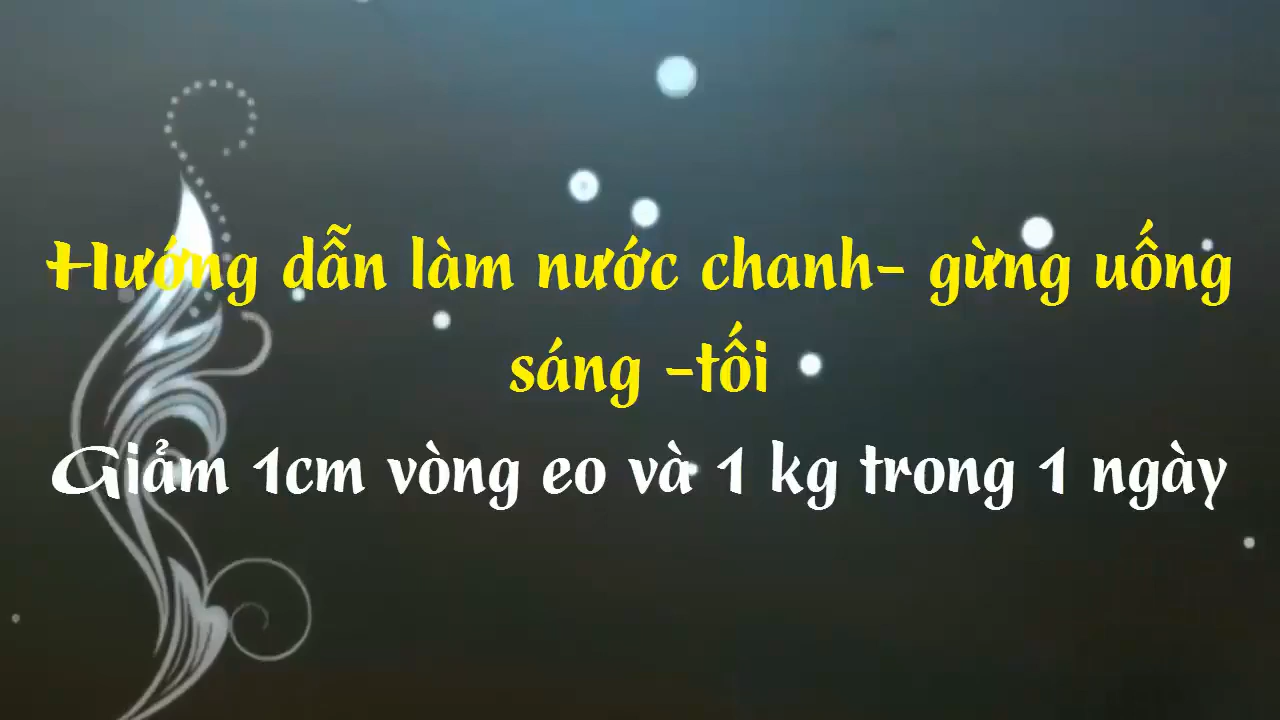 Hướng dẫn làm nước chanh- gừng uống
sáng -tối
Giảm 1cm vòng eo và 1 kg trong 1 ngày